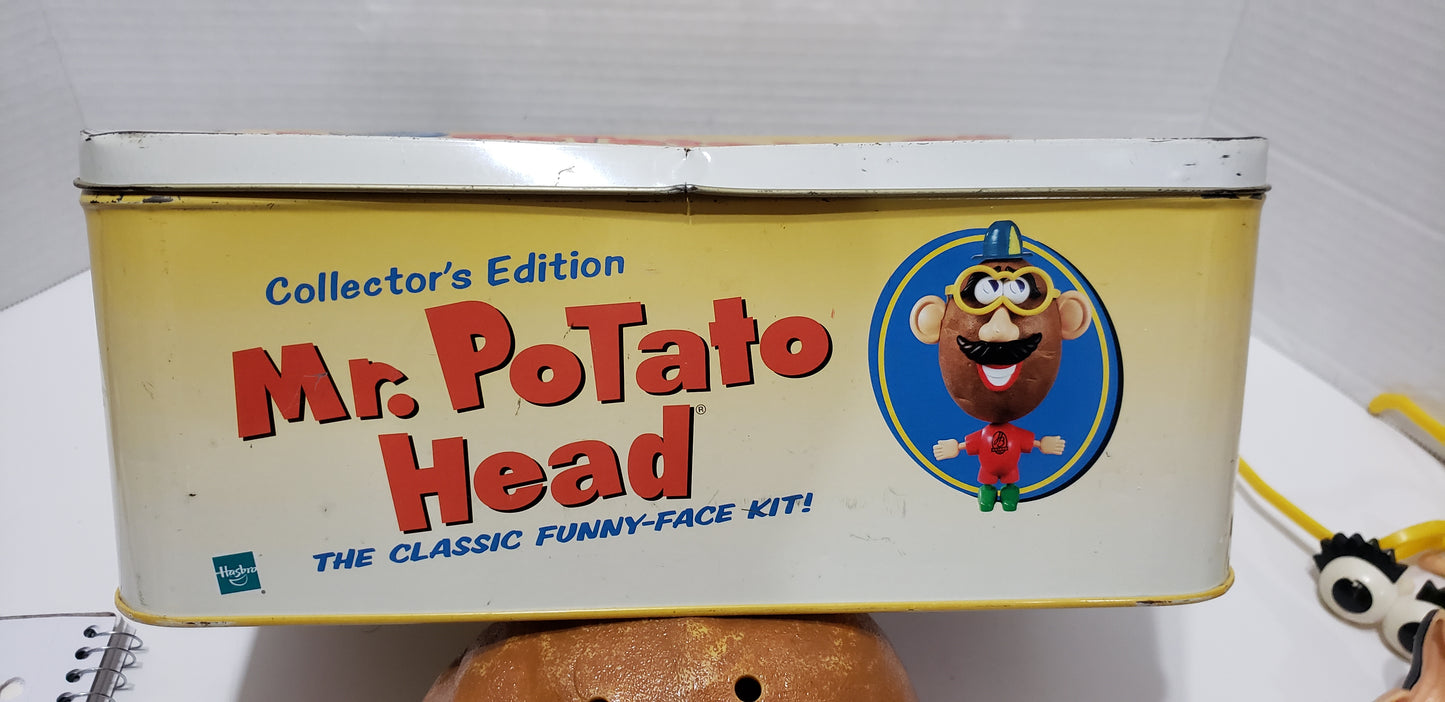 Collector's Edition
Mr. PoTaTo
Head®
THE CLASSIC FUNNY-FACE KIT!
Hasbro